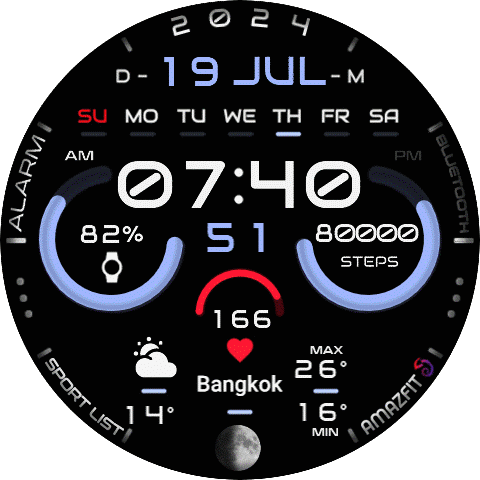 2024
D - 19 JUL - M
SU MO TU WE TH FR SA
ALARM
BLUETOOTH
AM
PM
07:40
51
82%
80000
STEPS
166
Bangkok
14°
MAX
26°
16°
MIN
SPORT LIST
AMAZFIT